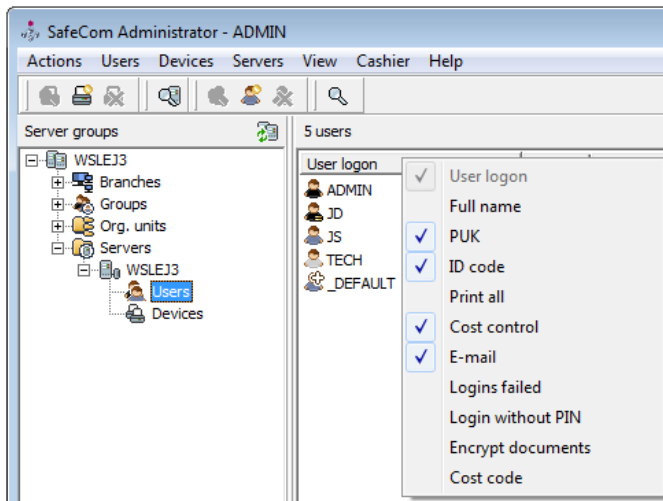 SafeCom Administrator - ADMIN
Actions Users Devices Servers View Cashier Help
Server groups
5 users
WSLEJ3
Branches
Groups
Org. units
Servers
WSLEJ3
Users
Devices
User logon
ADMIN
JD
JS
TECH
_DEFAULT
User logon
Full name
PUK
ID code
Print all
Cost control
E-mail
Logins failed
Login without PIN
Encrypt documents
Cost code